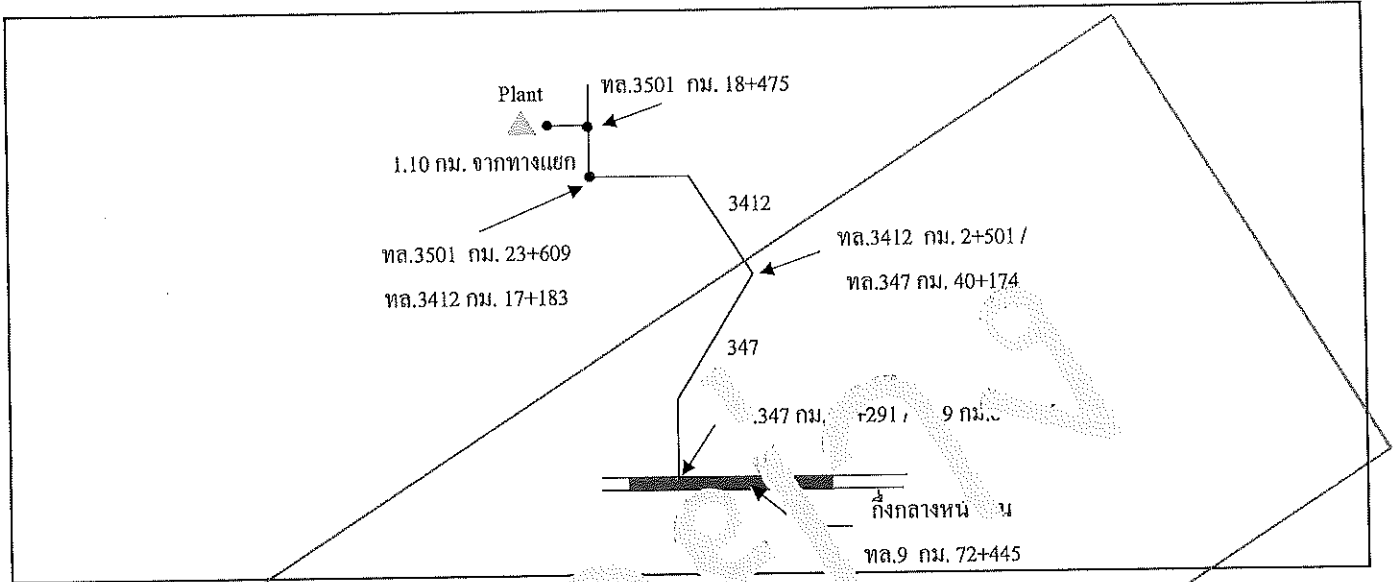 Plant
ทล.3501 กม. 18+475
1.10 กม. จากทางแยก
3412
ทล.3501 กม. 23+609
ทล.3412 กม. 17+183
ทล.3412 กม. 2+501 /
ทล.347 กม. 40+174
347
.347 กม. +291 / 9 กม.
กึ่งกลางหน
ทล.9 กม. 72+445